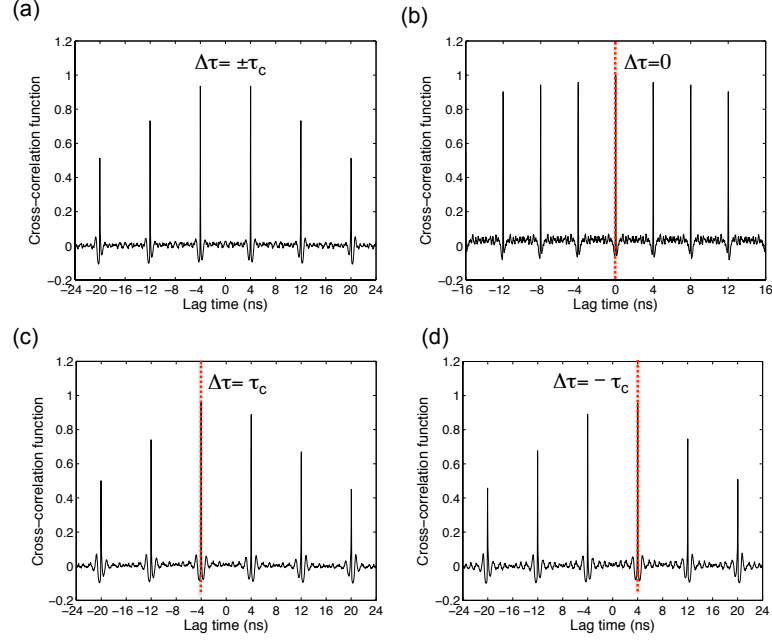 (a)
1.2
1
0.8
0.6
0.4
0.2
0
−0.2
Cross−correlation function
Δτ= ±τc
−24 −20 −16 −12 −8 −4 0 4 8 12 16 20 24
Lag time (ns)
(b)
1.2
1
0.8
0.6
0.4
0.2
0
−0.2
Cross−correlation function
Δτ=0
−16 −12 −8 −4 0 4 8 12 16
Lag time (ns)
(c)
1.2
1
0.8
0.6
0.4
0.2
0
−0.2
Cross−correlation function
Δτ= τc
−24 −20 −16 −12 −8 −4 0 4 8 12 16 20 24
Lag time (ns)
(d)
1.2
1
0.8
0.6
0.4
0.2
0
−0.2
Cross−correlation function
Δτ= − τc
−24 −20 −16 −12 −8 −4 0 4 8 12 16 20 24
Lag time (ns)